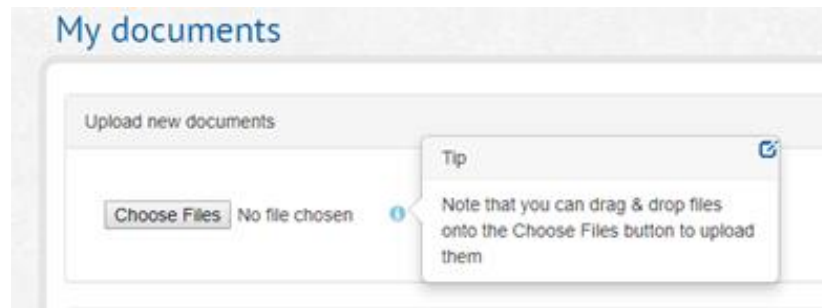 My documents
Upload new documents
Tip
Choose Files No file chosen
Note that you can drag & drop files
onto the Choose Files button to upload
them